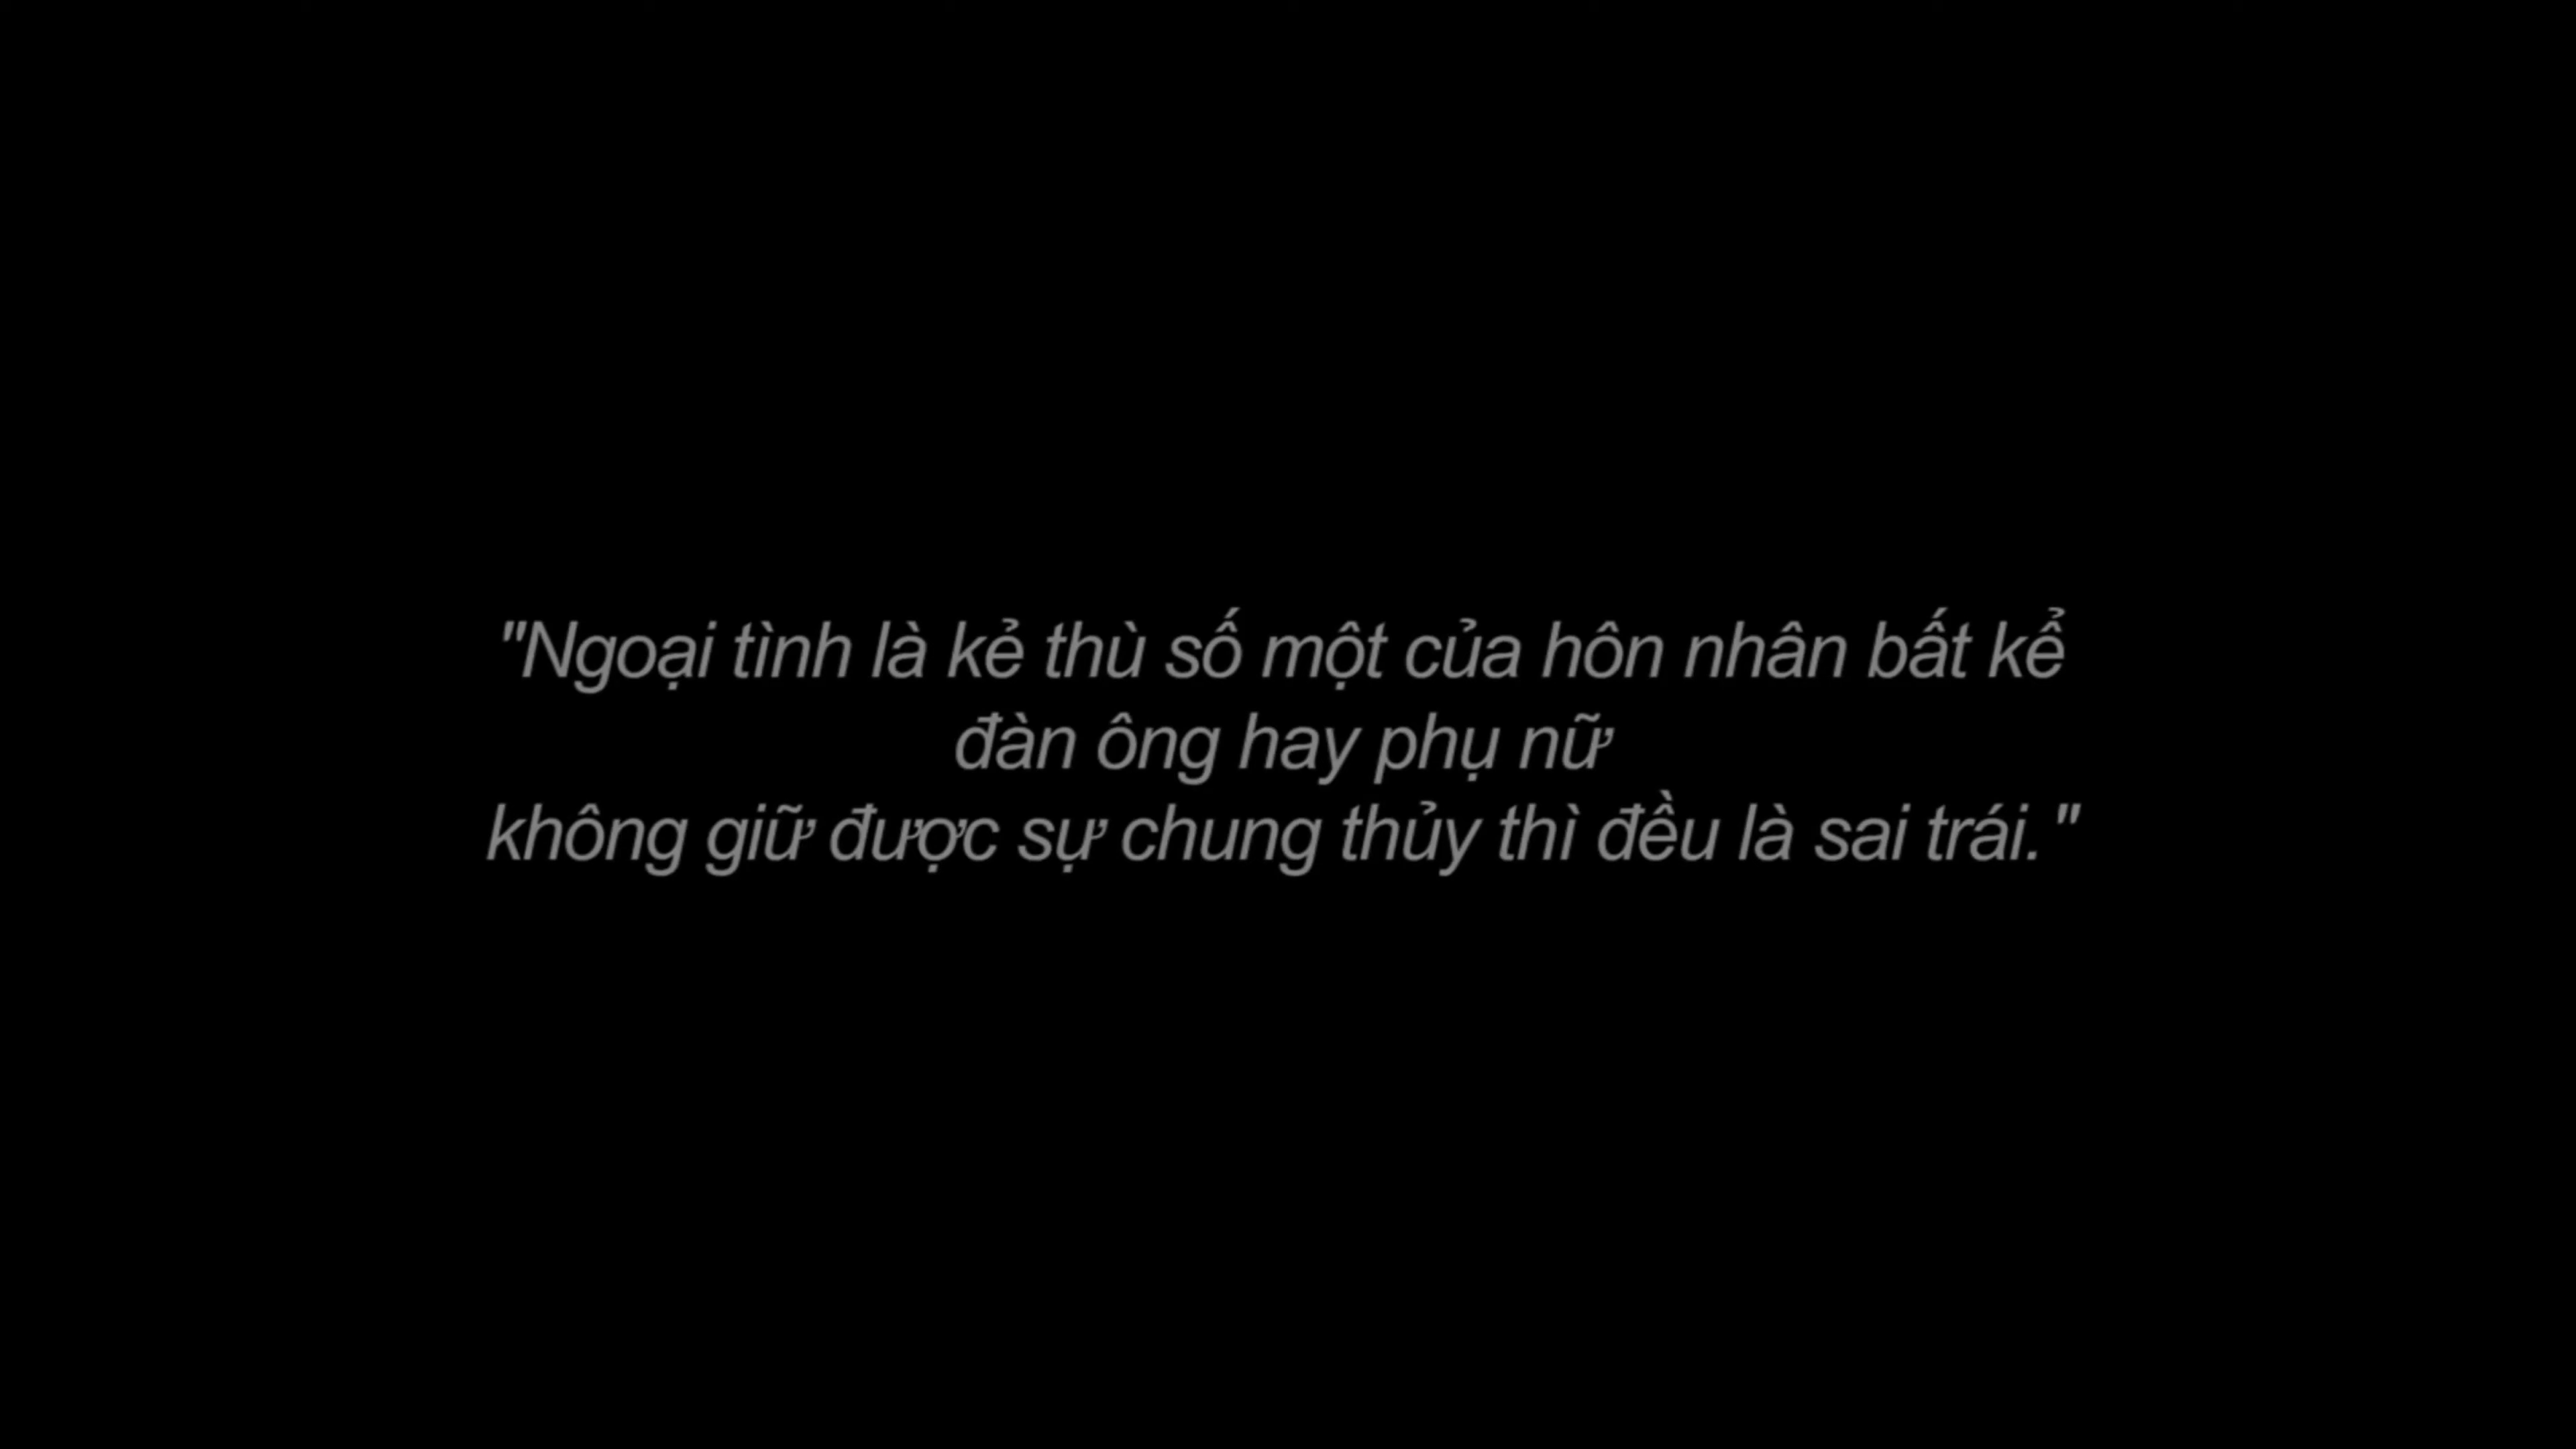 "Ngoại tình là kẻ thù số một của hôn nhân bất kể
đàn ông hay phụ nữ
không giữ được sự chung thủy thì đều là sai trái."